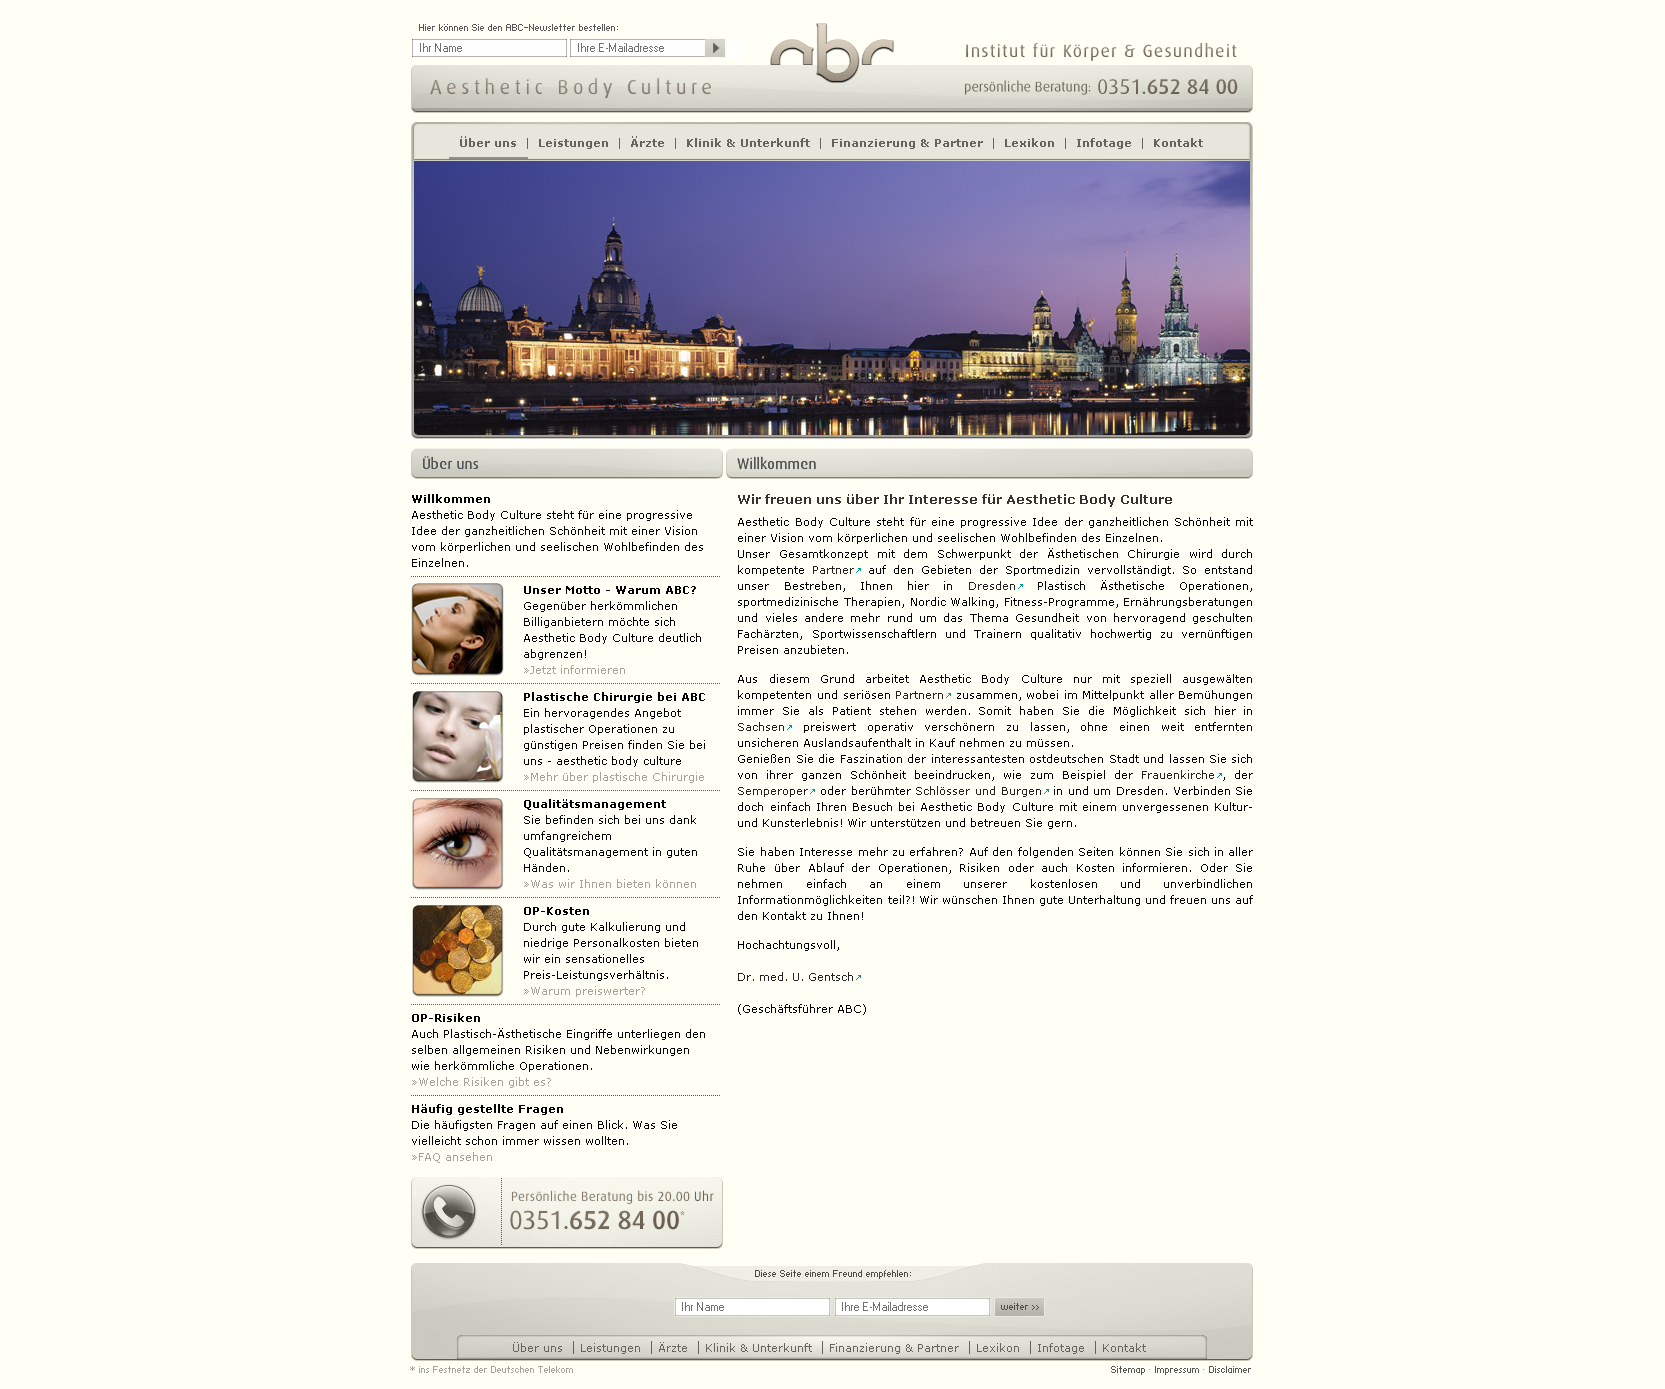 Hier können Sie den ABC-Newsletter bestellen:
Ihr Name
Ihre E-Mailadresse
abc
Institut für Körper & Gesundheit
Aesthetic Body Culture
persönliche Beratung: 0351.652 84 00
Über uns | Leistungen | Ärzte | Klinik & Unterkunft | Finanzierung & Partner | Lexikon | Infotage | Kontakt
Über uns
Willkommen
Aesthetic Body Culture steht für eine progressive
Idee der ganzheitlichen Schönheit mit einer Vision
vom körperlichen und seelischen Wohlbefinden des
Einzelnen.
Unser Motto - Warum ABC?
Gegenüber herkömmlichen
Billiganbietern möchte sich
Aesthetic Body Culture deutlich
abgrenzen!
»Jetzt informieren
Plastische Chirurgie bei ABC
Ein hervoragendes Angebot
plastischer Operationen zu
günstigen Preisen finden Sie bei
uns - aesthetic body culture
»Mehr über plastische Chirurgie
Qualitätsmanagement
Sie befinden sich bei uns dank
umfangreichem
Qualitätsmanagement in guten
Händen.
»Was wir Ihnen bieten können
OP-Kosten
Durch gute Kalkulierung und
niedrige Personalkosten bieten
wir ein sensationelles
Preis-Leistungsverhältnis.
»Warum preiswerter?
OP-Risiken
Auch Plastisch-Ästhetische Eingriffe unterliegen den
selben allgemeinen Risiken und Nebenwirkungen
wie herkömmliche Operationen.
»Welche Risiken gibt es?
Häufig gestellte Fragen
Die häufigsten Fragen auf einen Blick. Was Sie
vielleicht schon immer wissen wollten.
»FAQ ansehen
Persönliche Beratung bis 20.00 Uhr
0351.652 84 00*
Willkommen
Wir freuen uns über Ihr Interesse für Aesthetic Body Culture
Aesthetic Body Culture steht für eine progressive Idee der ganzheitlichen Schönheit mit
einer Vision vom körperlichen und seelischen Wohlbefinden des Einzelnen.
Unser Gesamtkonzept mit dem Schwerpunkt der Ästhetischen Chirurgie wird durch
kompetente Partner auf den Gebieten der Sportmedizin vervollständigt. So entstand
unser Bestreben, Ihnen hier in Dresden Plastisch Ästhetische Operationen,
sportmedizinische Therapien, Nordic Walking, Fitness-Programme, Ernährungsberatungen
und vieles andere mehr rund um das Thema Gesundheit von hervoragend geschulten
Fachärzten, Sportwissenschaftlern und Trainern qualitativ hochwertig zu vernünftigen
Preisen anzubieten.
Aus diesem Grund arbeitet Aesthetic Body Culture nur mit speziell ausgewälten
kompetenten und seriösen Partnern zusammen, wobei im Mittelpunkt aller Bemühungen
immer Sie als Patient stehen werden. Somit haben Sie die Möglichkeit sich hier in
Sachsen preiswert operativ verschönern zu lassen, ohne einen weit entfernten
unsicheren Auslandsaufenthalt in Kauf nehmen zu müssen.
Genießen Sie die Faszination der interessantesten ostdeutschen Stadt und lassen Sie sich
von ihrer ganzen Schönheit beeindrucken, wie zum Beispiel der Frauenkirche, der
Semperoper oder berühmter Schlösser und Burgen in und um Dresden. Verbinden Sie
doch einfach Ihren Besuch bei Aesthetic Body Culture mit einem unvergessenen Kultur-
und Kunsterlebnis! Wir unterstützen und betreuen Sie gern.
Sie haben Interesse mehr zu erfahren? Auf den folgenden Seiten können Sie sich in aller
Ruhe über Ablauf der Operationen, Risiken oder auch Kosten informieren. Oder Sie
nehmen einfach an einem unserer kostenlosen und unverbindlichen
Informationmöglichkeiten teil?! Wir wünschen Ihnen gute Unterhaltung und freuen uns auf
den Kontakt zu Ihnen!
Hochachtungsvoll,
Dr. med. U. Gentsch
(Geschäftsführer ABC)
Diese Seite einem Freund empfehlen:
Ihr Name
Ihre E-Mailadresse
weiter >>
Über uns | Leistungen | Ärzte | Klinik & Unterkunft | Finanzierung & Partner | Lexikon | Infotage | Kontakt
* ins Festnetz der Deutschen Telekom
Sitemap · Impressum · Disclaimer